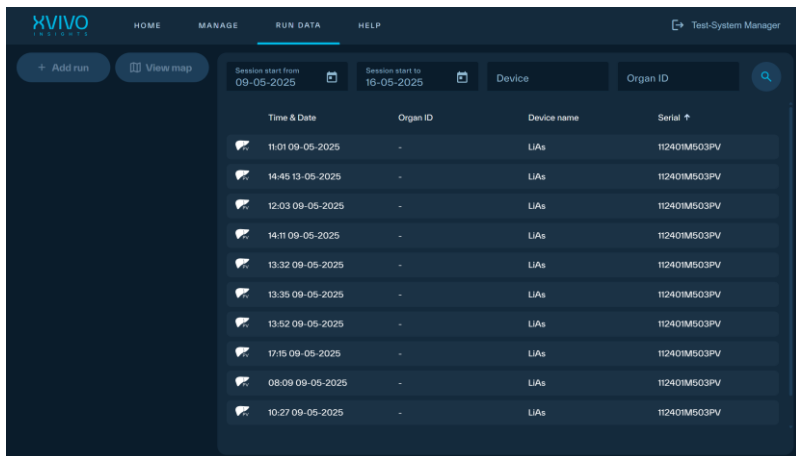 XVIVO
INSIGHTS
HOME MANAGE RUN DATA HELP Test-System Manager
+ Add run View map
Session start from
09-05-2025
Session start to
16-05-2025
Device
Organ ID
Time & Date Organ ID Device name Serial ↑
11:01 09-05-2025 - LiAs 112401M503PV
14:45 13-05-2025 - LiAs 112401M503PV
12:03 09-05-2025 - LiAs 112401M503PV
14:11 09-05-2025 - LiAs 112401M503PV
13:32 09-05-2025 - LiAs 112401M503PV
13:35 09-05-2025 - LiAs 112401M503PV
13:52 09-05-2025 - LiAs 112401M503PV
17:15 09-05-2025 - LiAs 112401M503PV
08:09 09-05-2025 - LiAs 112401M503PV
10:27 09-05-2025 - LiAs 112401M503PV